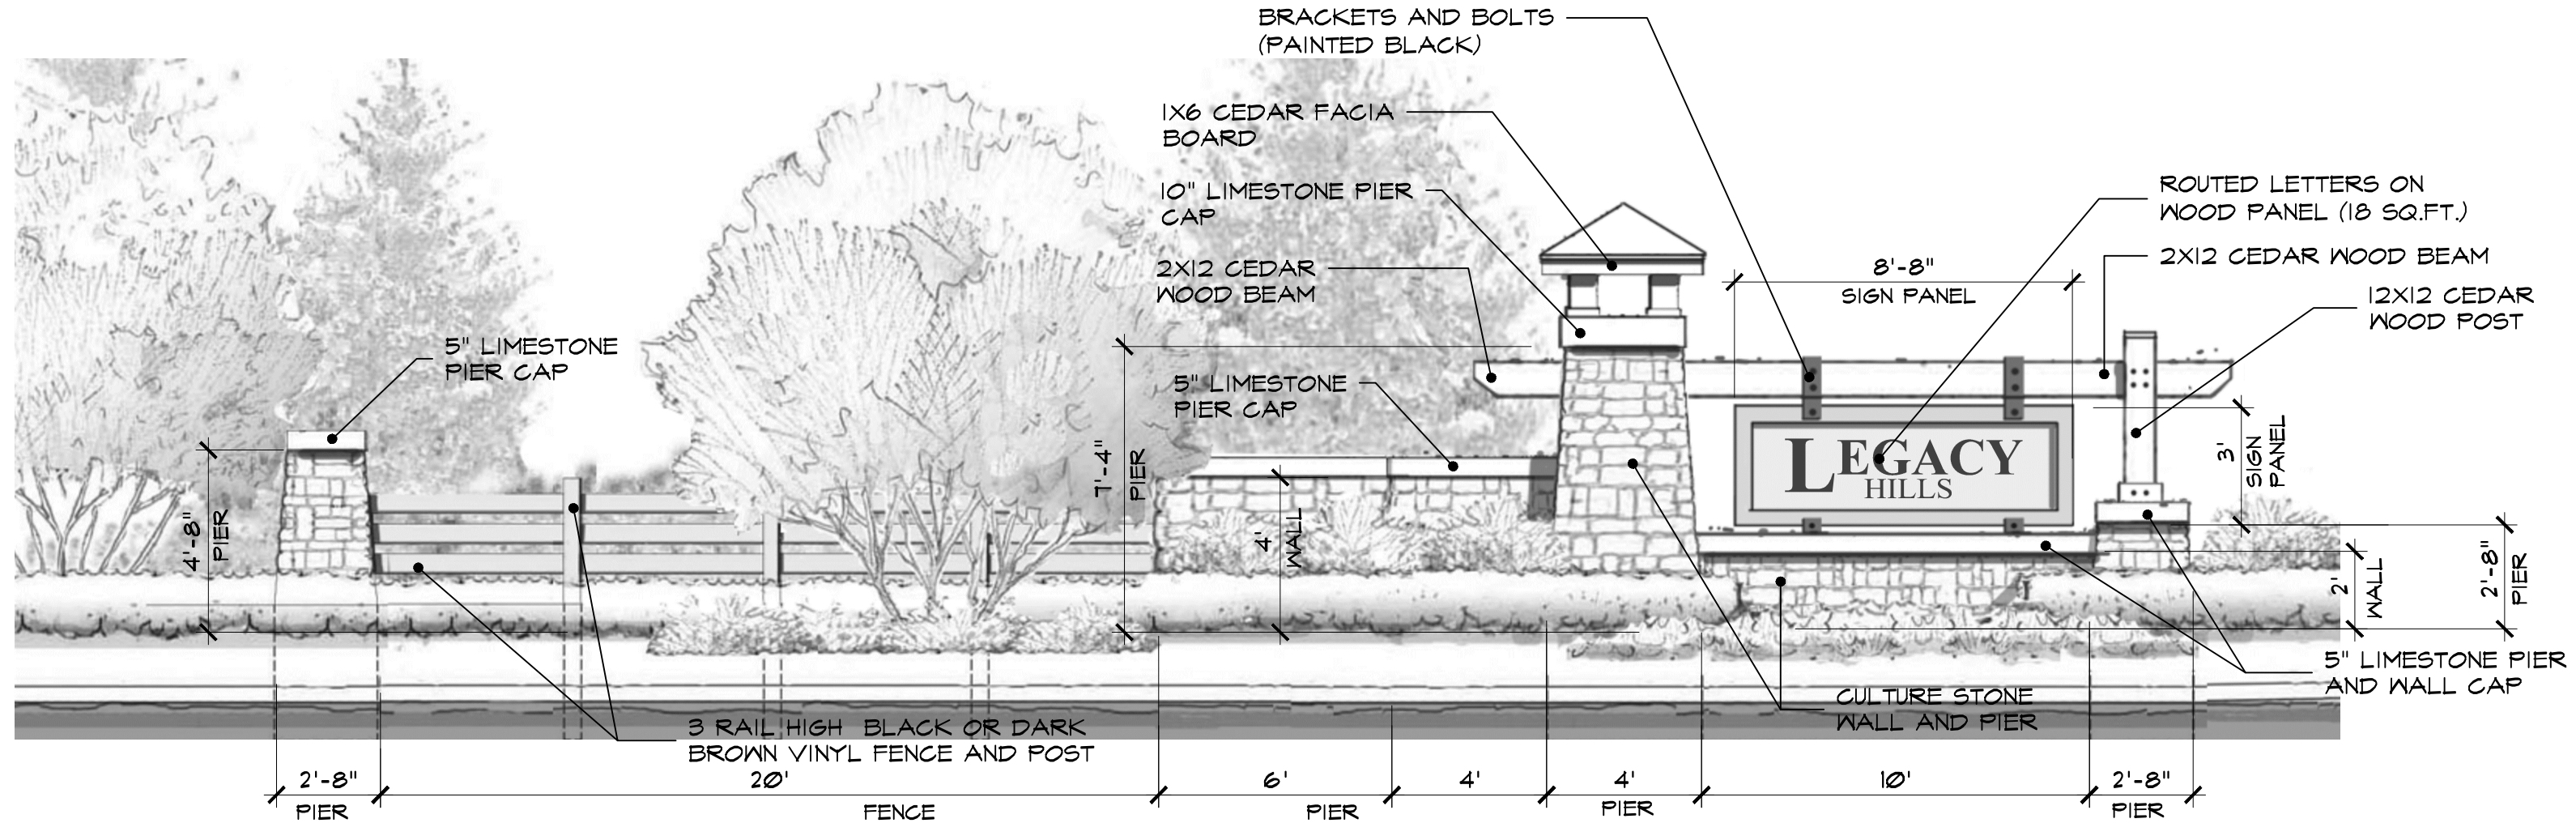 BRACKETS AND BOLTS
(PAINTED BLACK)
1X6 CEDAR FACIA
BOARD
10" LIMESTONE PIER
CAP
2X12 CEDAR
WOOD BEAM
5" LIMESTONE
PIER CAP
5" LIMESTONE
PIER CAP
ROUTED LETTERS ON
WOOD PANEL (18 SQ.FT.)
2X12 CEDAR WOOD BEAM
12X12 CEDAR
WOOD POST
8'-8"
SIGN PANEL
LEGACY
HILLS
3'
SIGN
PANEL
4'-8"
PIER
7'-4"
PIER
4'
WALL
2'
WALL
2'-8"
PIER
5" LIMESTONE PIER
AND WALL CAP
CULTURE STONE
WALL AND PIER
3 RAIL HIGH BLACK OR DARK
BROWN VINYL FENCE AND POST
2'-8"
PIER
20'
FENCE
6'
PIER
4'
4'
PIER
10'
2'-8"
PIER